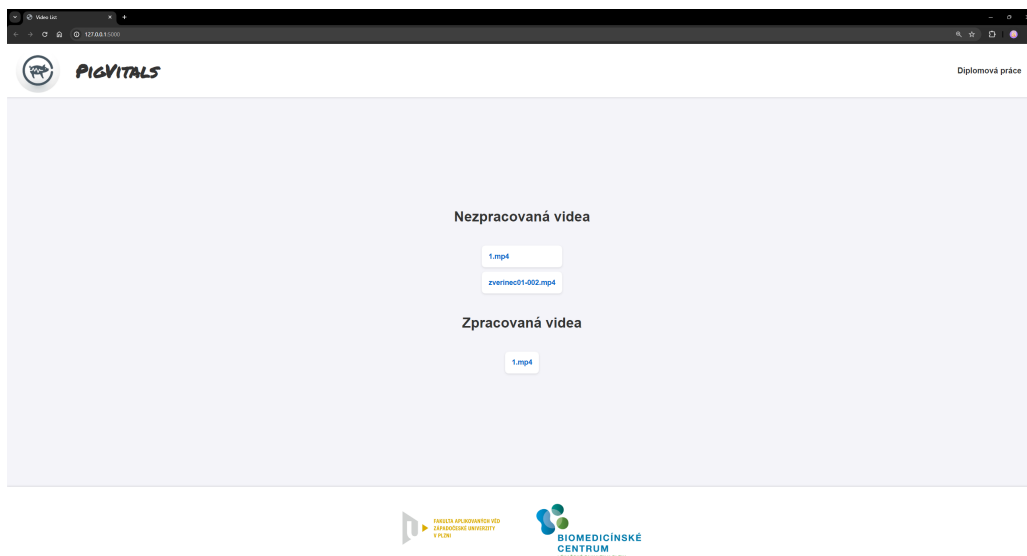 Video List
127.0.0.1:5000
PIGVITALS
Diplomová práce
Nezpracovaná videa
1.mp4
zverinec01-002.mp4
Zpracovaná videa
1.mp4
FAKULTA APLIKOVANÝCH VĚD
ZÁPADOČESKÉ UNIVERZITY
V PLZNI
BIOMEDICÍNSKÉ
CENTRUM